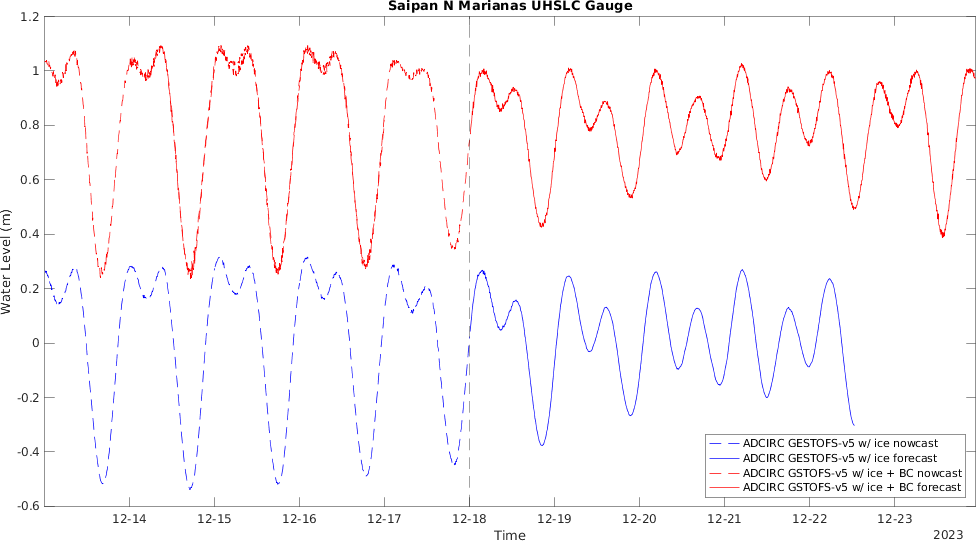 Saipan N Marianas UHSLC Gauge
Water Level (m)
1.2
1
0.8
0.6
0.4
0.2
0
-0.2
-0.4
-0.6
ADCIRC GESTOFS-v5 w/ ice nowcast
ADCIRC GESTOFS-v5 w/ ice forecast
ADCIRC GSTOFS-v5 w/ ice + BC nowcast
ADCIRC GSTOFS-v5 w/ ice + BC forecast
12-14 12-15 12-16 12-17 12-18 12-19 12-20 12-21 12-22 12-23
Time
2023